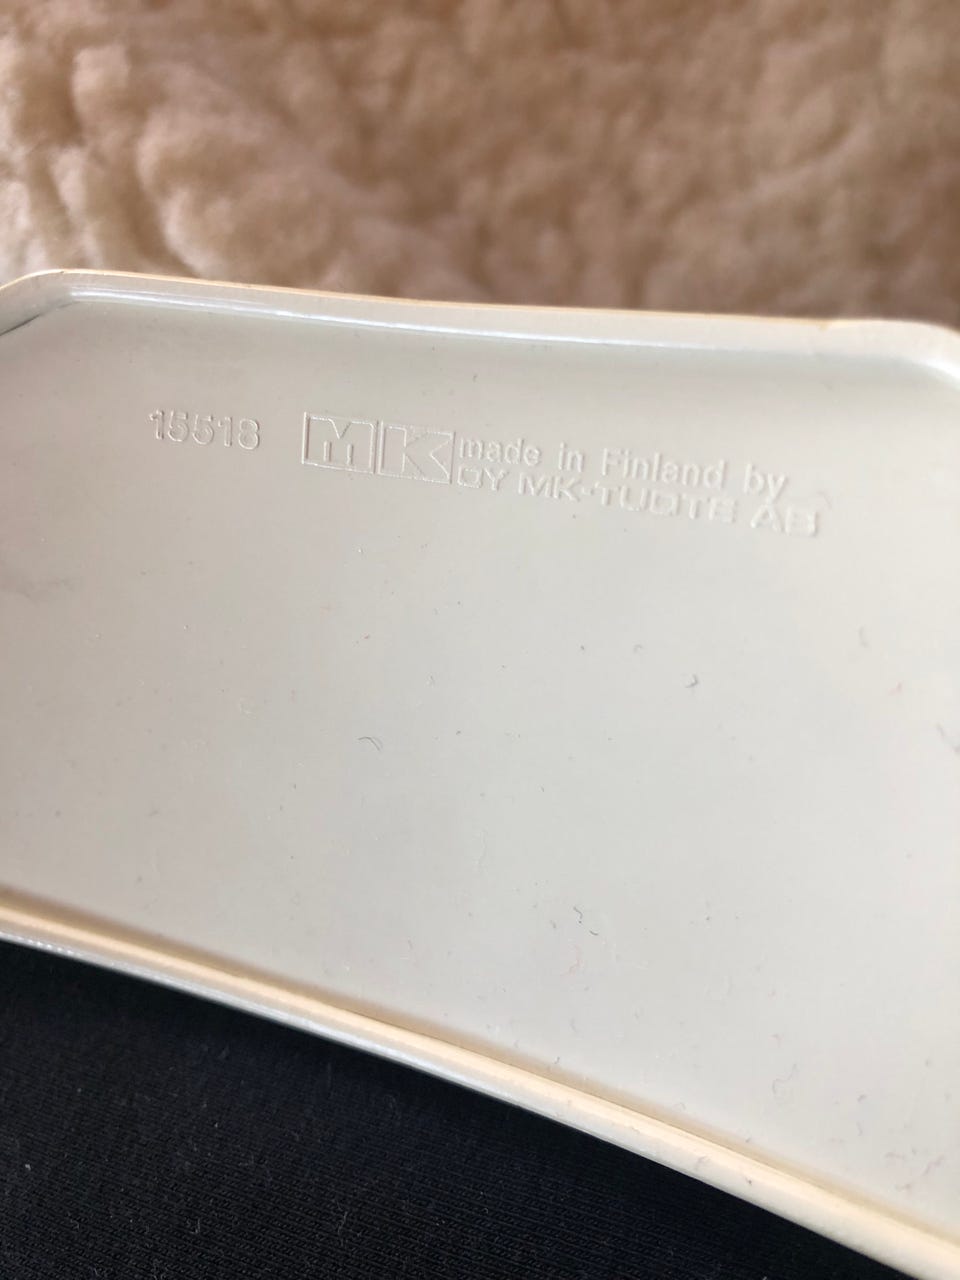 15518 MK made in Finland by
OY MK-TUOTE AB